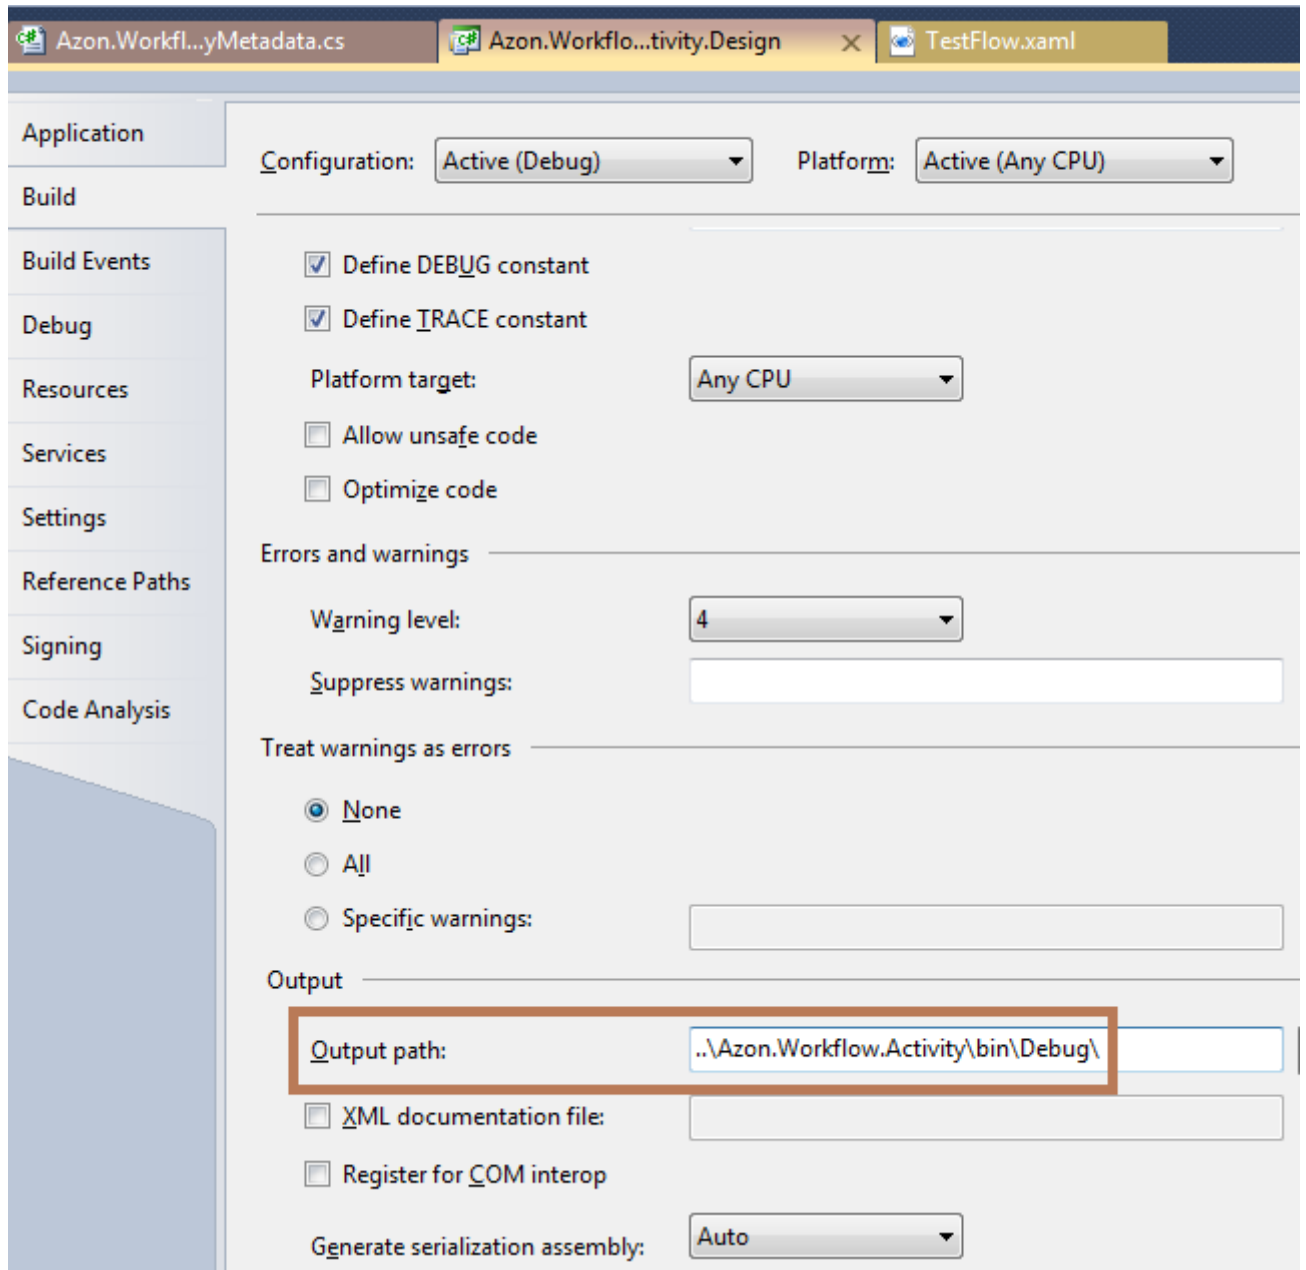 Azon.Workfl...yMetadata.cs Azon.Workflo...tivity.Design TestFlow.xaml
Application
Build
Build Events
Debug
Resources
Services
Settings
Reference Paths
Signing
Code Analysis
Configuration: Active (Debug) Platform: Active (Any CPU)
Define DEBUG constant
Define TRACE constant
Platform target: Any CPU
Allow unsafe code
Optimize code
Errors and warnings
Warning level: 4
Suppress warnings:
Treat warnings as errors
None
All
Specific warnings:
Output
Output path: ..\Azon.Workflow.Activity\bin\Debug\
XML documentation file:
Register for COM interop
Generate serialization assembly: Auto